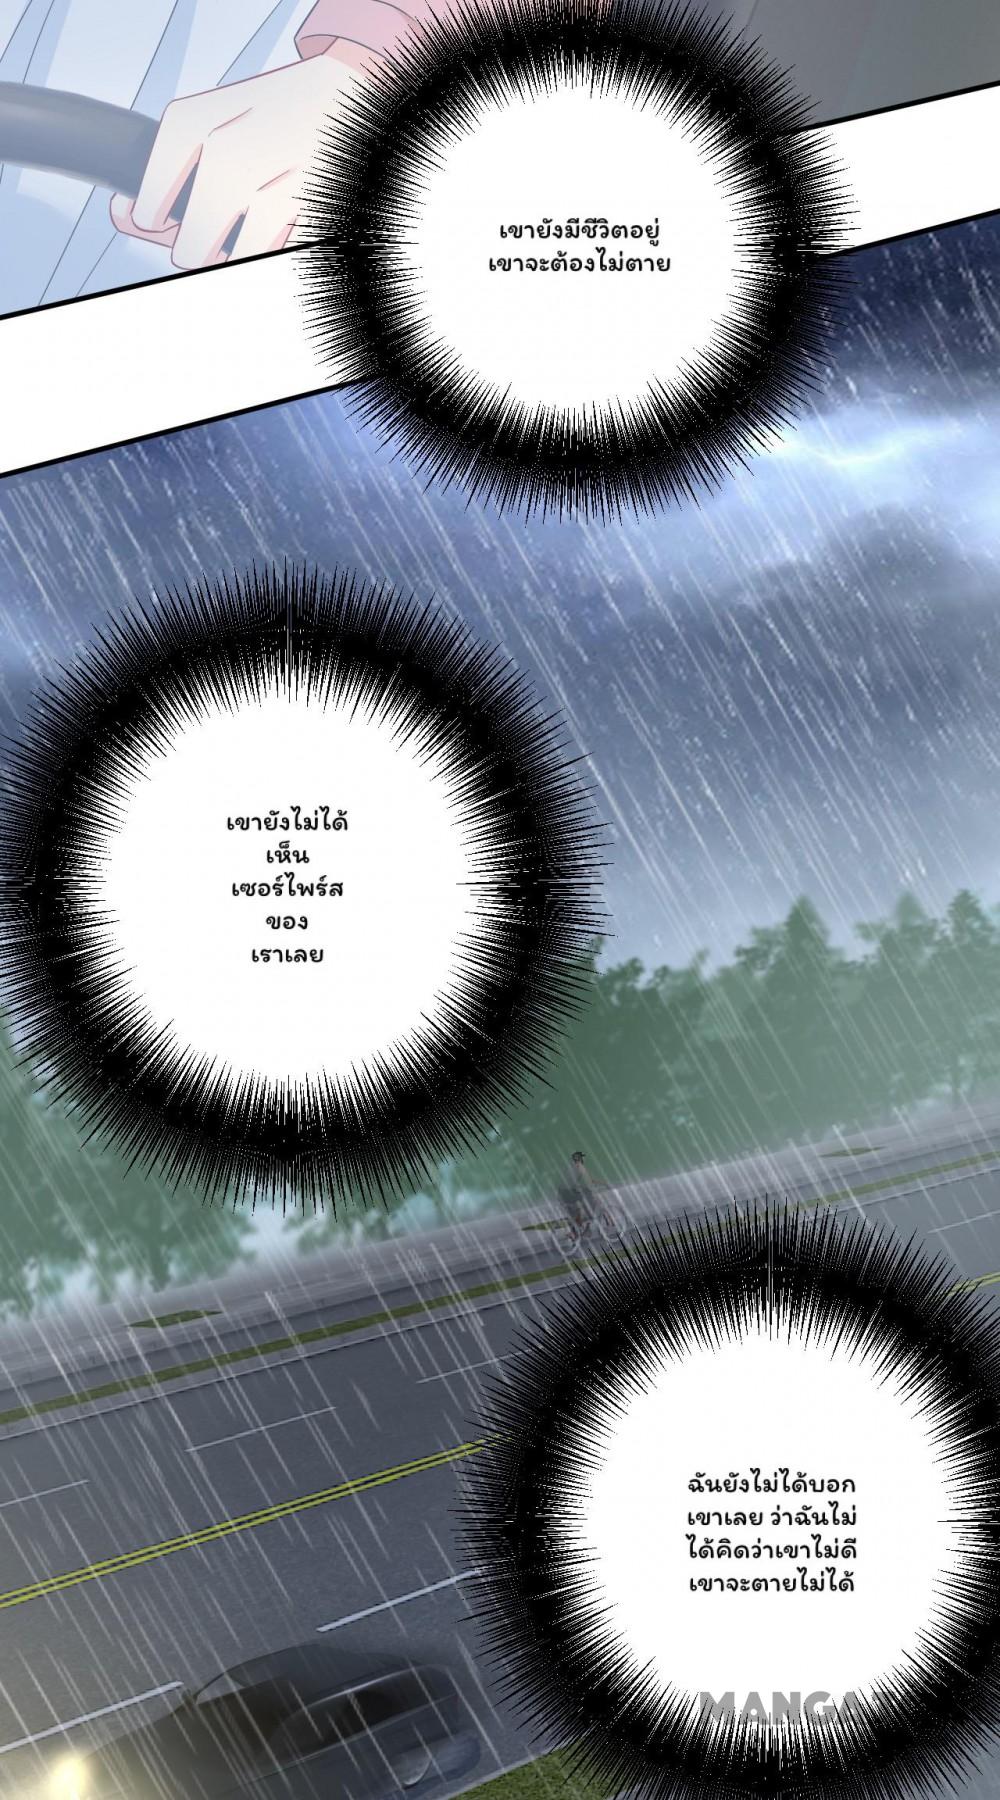 เขายังมีชีวิตอยู่
เขาจะต้องไม่ตาย
เขายังไม่ได้
เห็น
เซอร์ไพร์ส
ของ
เราเลย
ฉันยังไม่ได้บอก
เขาเลย ว่าฉันไม่
ได้คิดว่าเขาไม่ดี
เขาจะตายไม่ได้